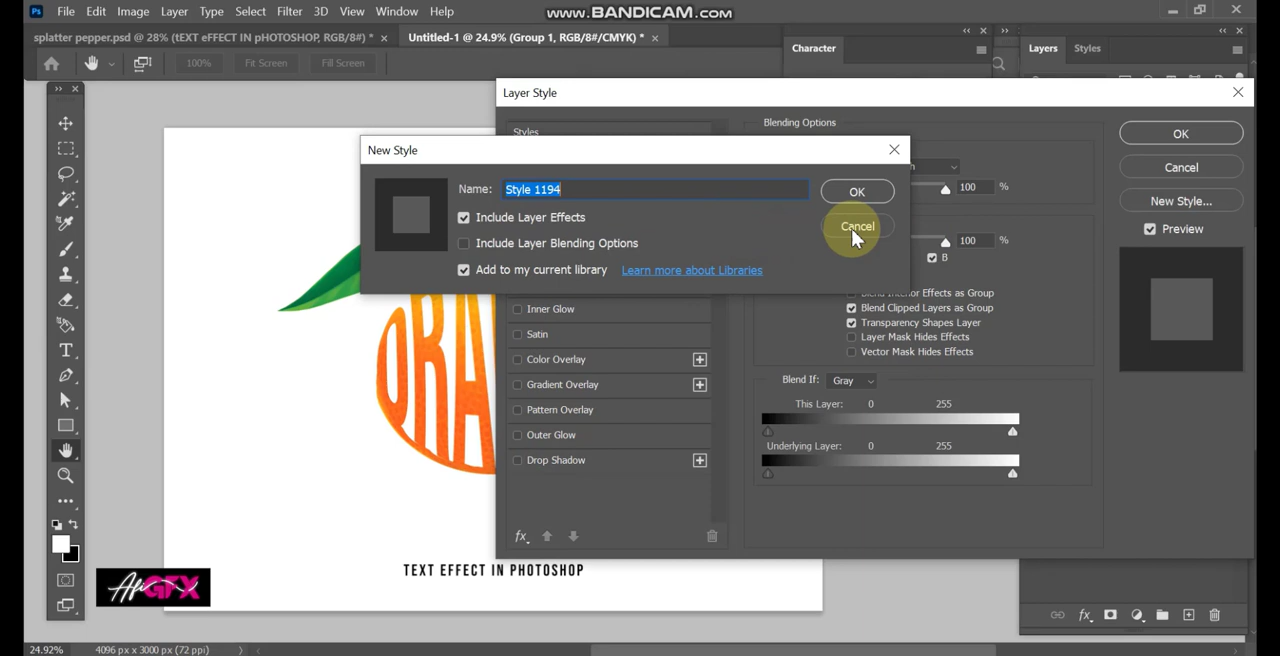 File Edit Image Layer Type Select Filter 3D View Window Help
www.BANDICAM.com
splatter pepper.psd @ 28% (tEXT eFFECT IN pHOTOSHOP, RGB/8#) * ×
Untitled-1 @ 24.9% (Group 1, RGB/8#/CMYK) * ×
Character
Layers Styles
100% Fit Screen Fill Screen
Layer Style
Styles
Blending Options
OK
Cancel
New Style...
Preview
New Style
Name: Style 1194
OK
Include Layer Effects
Cancel
Include Layer Blending Options
Add to my current library Learn more about Libraries
100 %
100 %
B
Blend Interior Effects as Group
Blend Clipped Layers as Group
Transparency Shapes Layer
Layer Mask Hides Effects
Vector Mask Hides Effects
Inner Glow
Satin
Color Overlay
Gradient Overlay
Pattern Overlay
Outer Glow
Drop Shadow
Blend If: Gray
This Layer: 0 255
Underlying Layer: 0 255
fx
ORA
TEXT EFFECT IN PHOTOSHOP
AfiGFX
fx
24.92% 4096 px x 3000 px (72 ppi)